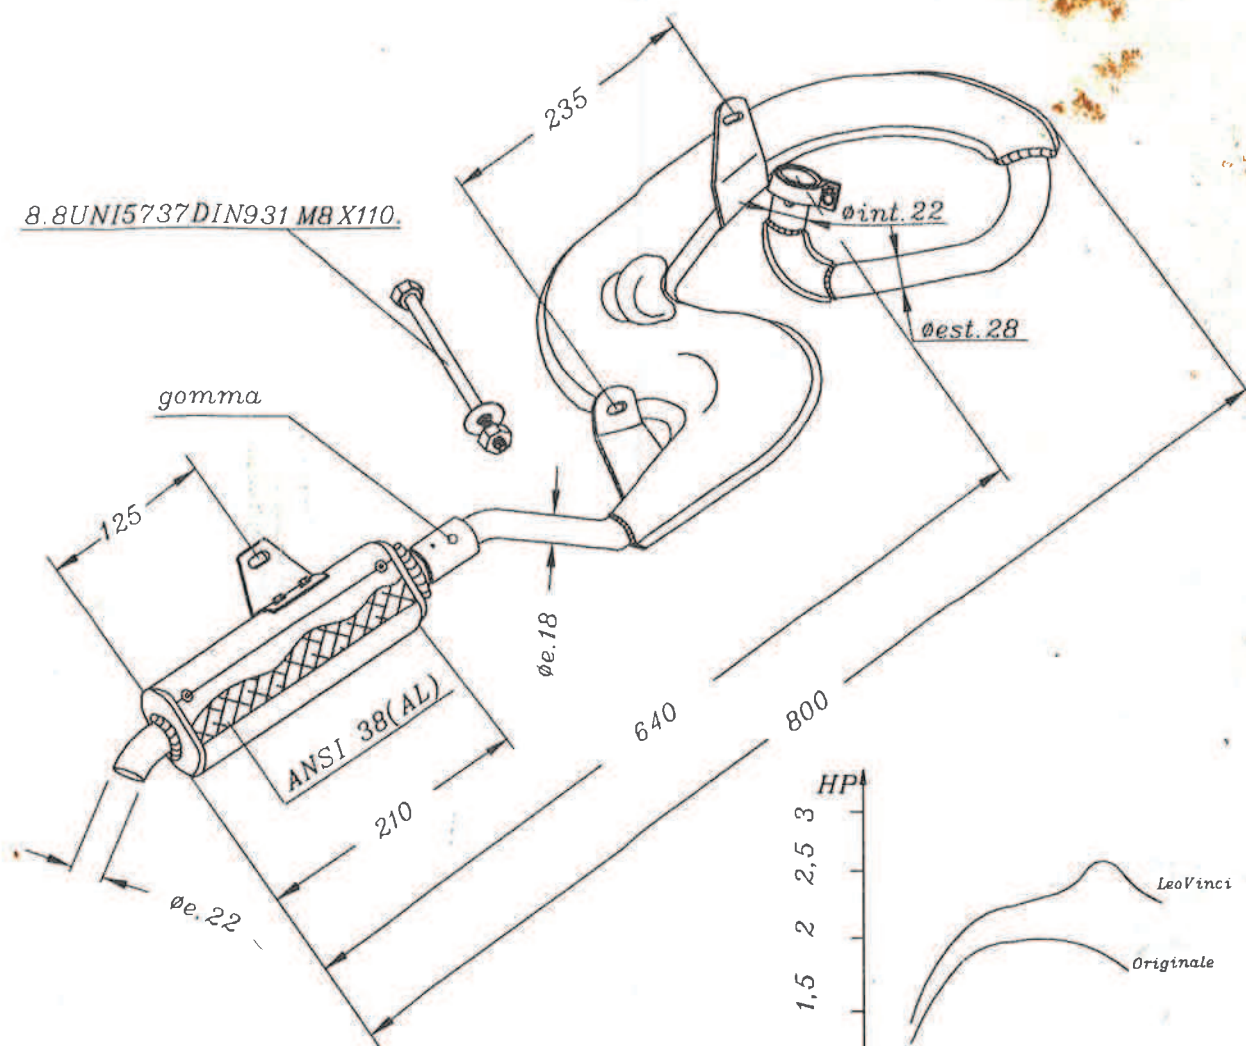 235
8.8UNI5737DIN931 M8X110.
øint.22
øest.28
gomma
125
øe.18
ANSI 38(AL)
640
800
210
øe.22
HP
3
2,5
2
1,5
LeoVinci
Originale